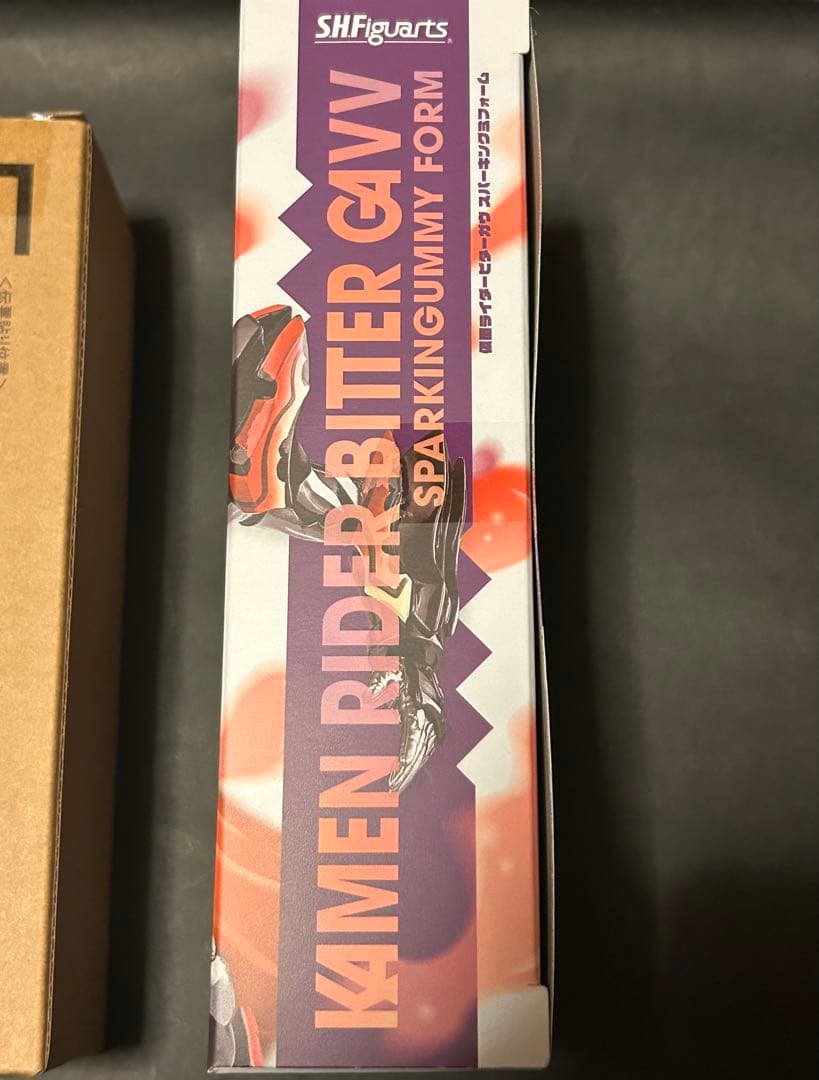 S.H.Figuarts
KAMEN RIDER BITTER GAVV
SPARKINGUMMY FORM
仮面ライダービターガヴ スパーキングミフォーム